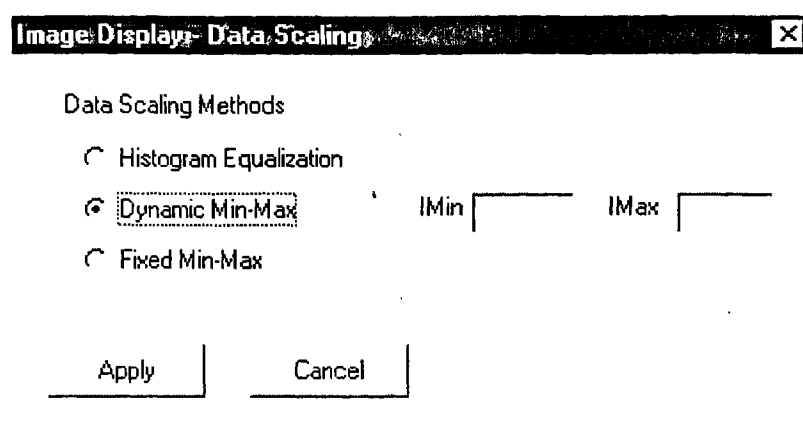 Image Display - Data Scaling
Data Scaling Methods
Histogram Equalization
Dynamic Min-Max IMin IMax
Fixed Min-Max
Apply Cancel